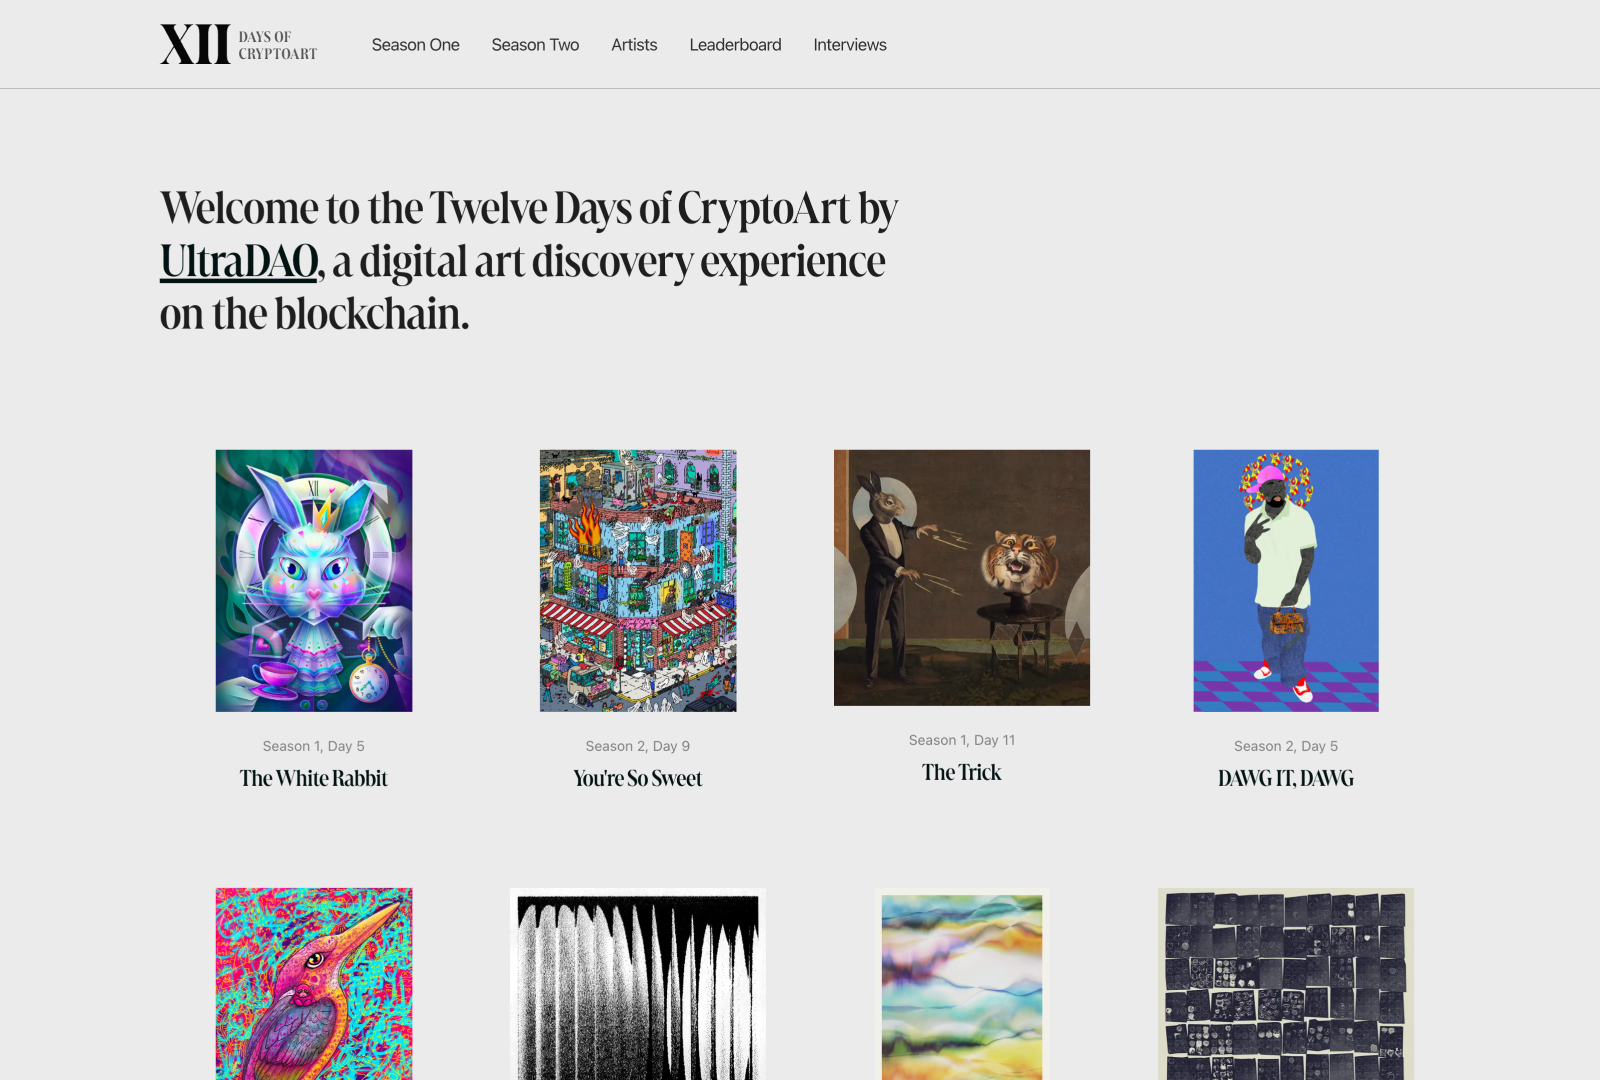 XII DAYS OF
CRYPTOART
Season One
Season Two
Artists
Leaderboard
Interviews
Welcome to the Twelve Days of CryptoArt by
UltraDAO, a digital art discovery experience
on the blockchain.
XII
Season 1, Day 5
The White Rabbit
Season 2, Day 9
You're So Sweet
Season 1, Day 11
The Trick
Season 2, Day 5
DAWG IT, DAWG